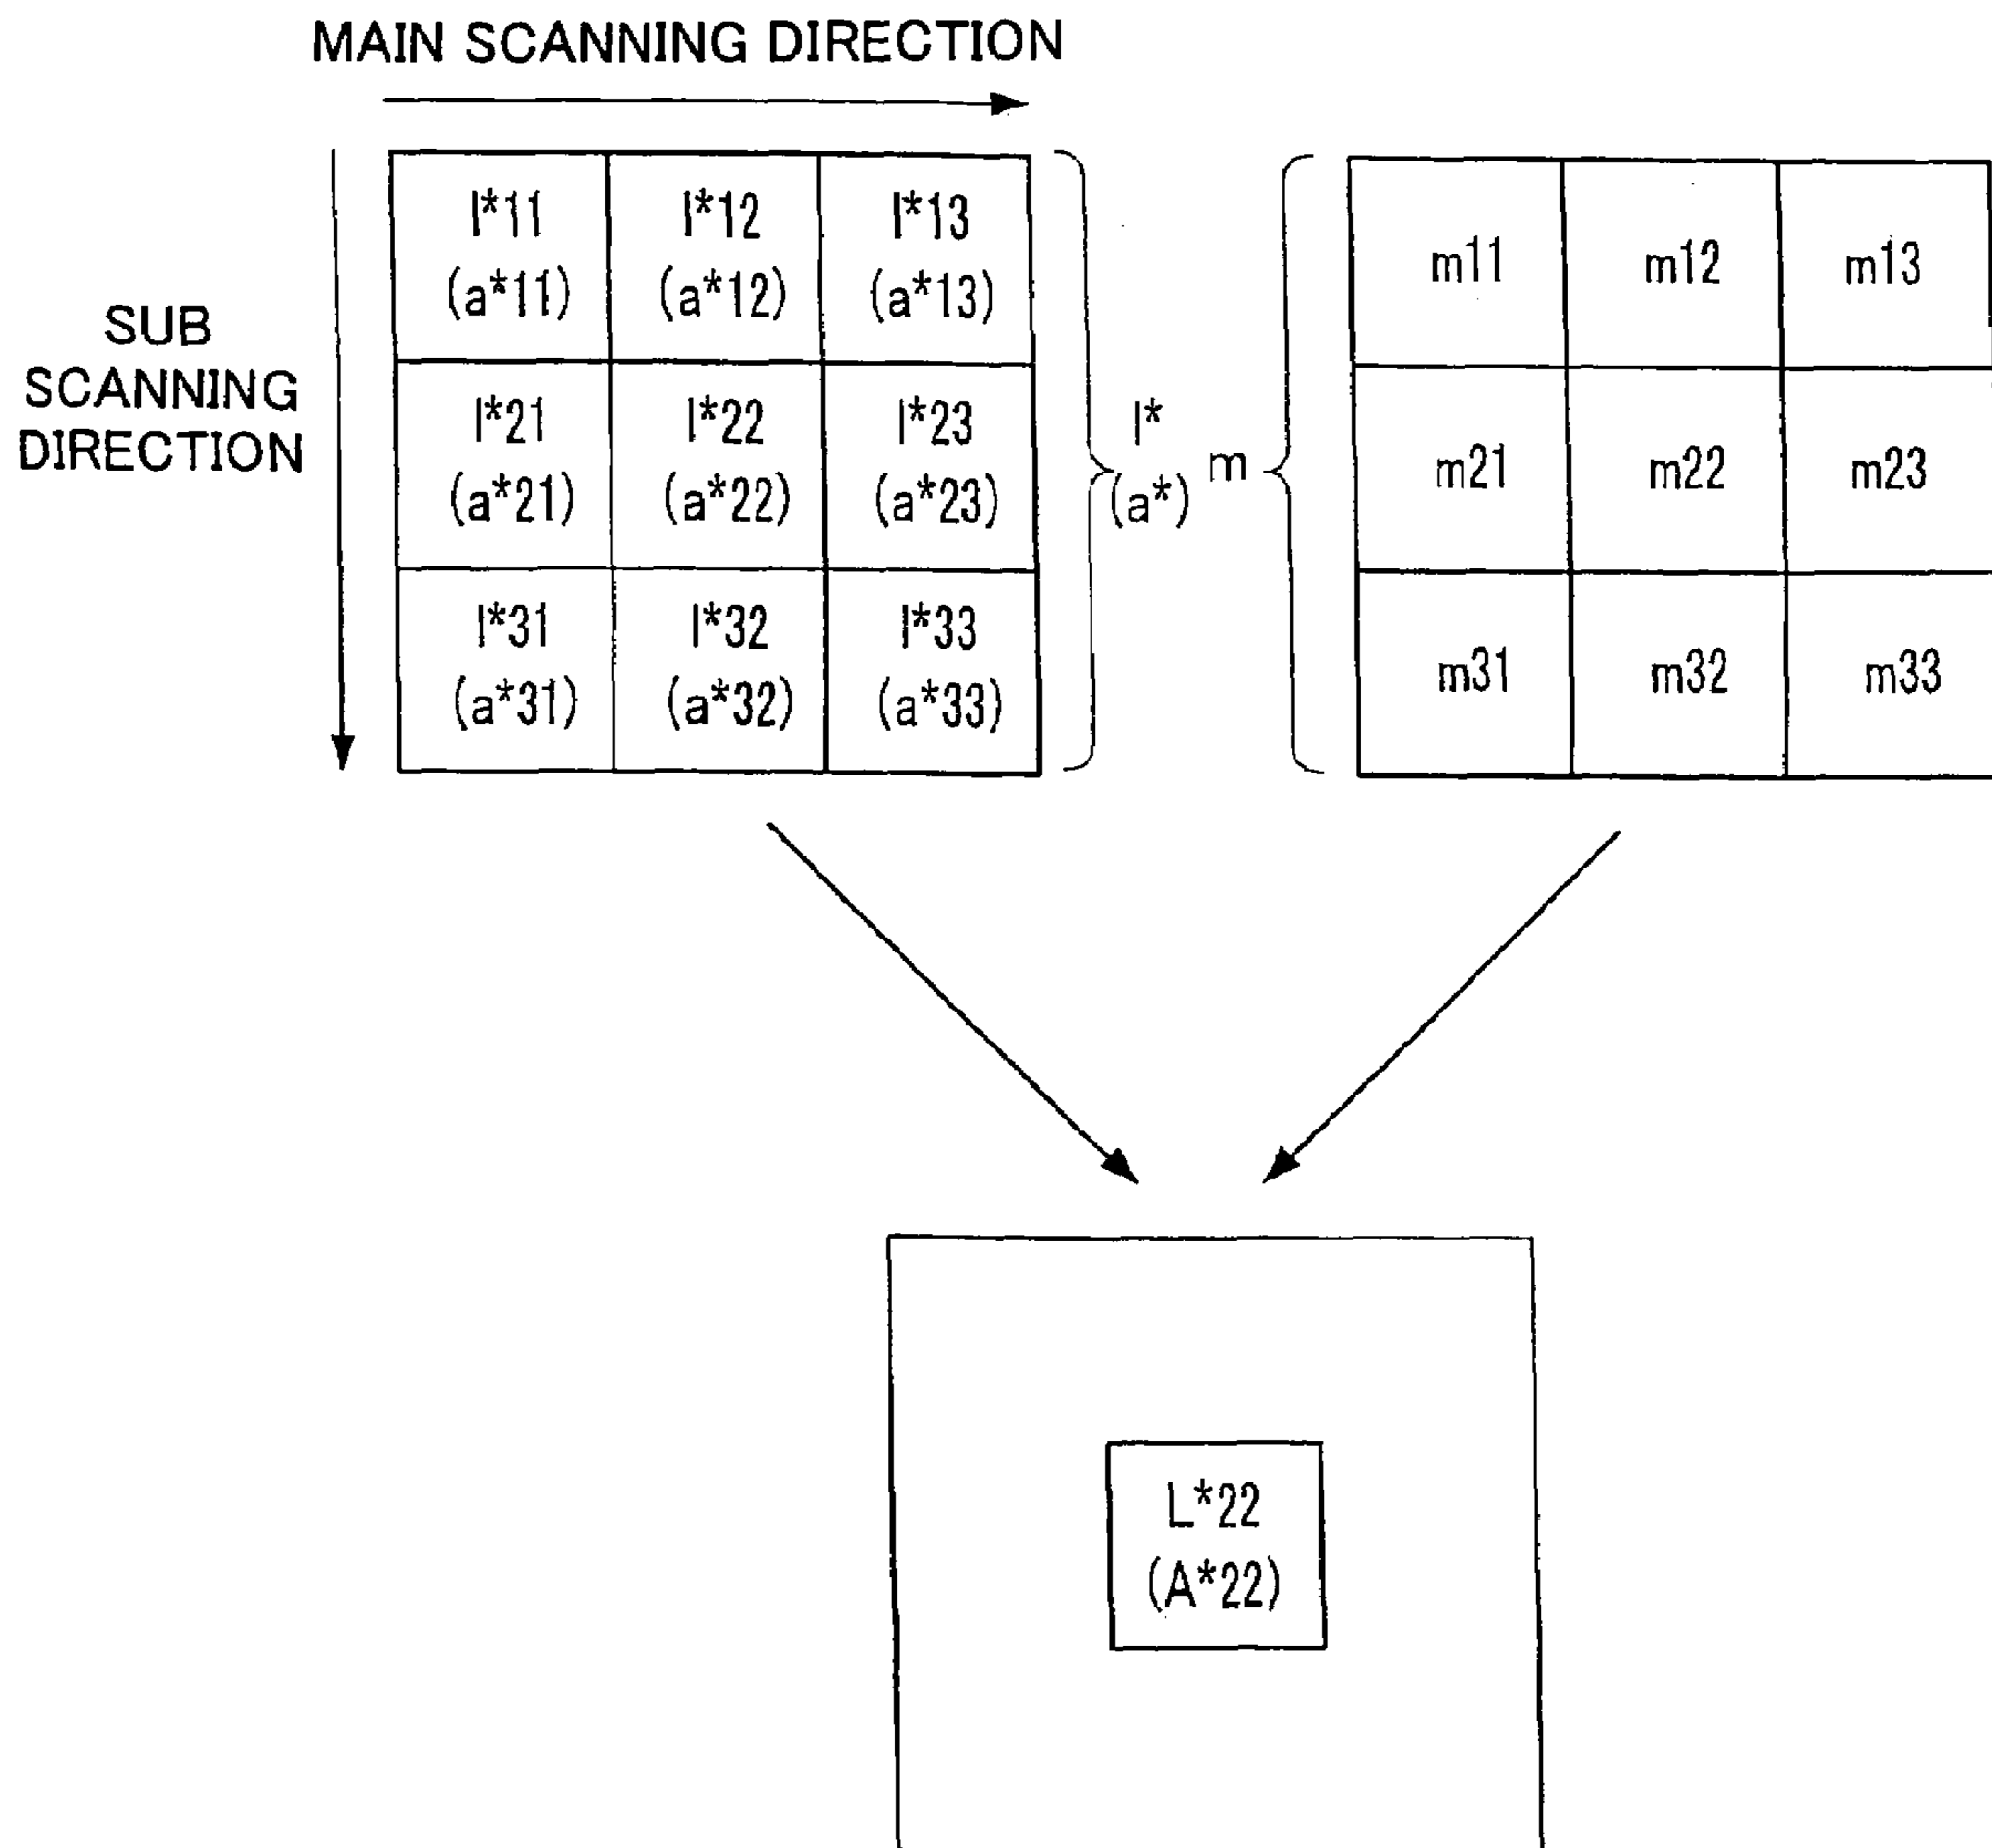 MAIN SCANNING DIRECTION
SUB
SCANNING
DIRECTION
l*11 l*12 l*13
(a*11) (a*12) (a*13)
l*21 l*22 l*23
(a*21) (a*22) (a*23)
l*31 l*32 l*33
(a*31) (a*32) (a*33)
l*
(a*)
m
m11 m12 m13
m21 m22 m23
m31 m32 m33
L*22
(A*22)